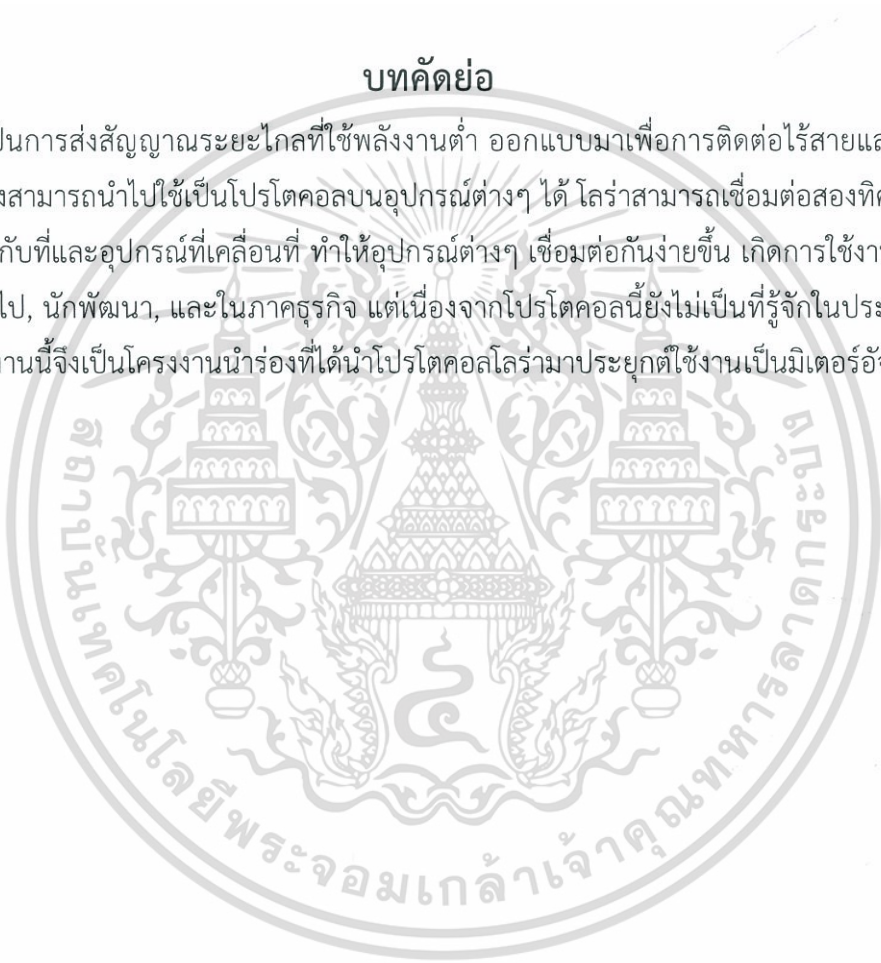 บทคัดย่อ
ป็นการส่งสัญญาณระยะไกลที่ใช้พลังงานต่ำ ออกแบบมาเพื่อการติดต่อไร้สายและ
งสามารถนำไปใช้เป็นโปรโตคอลบนอุปกรณ์ต่างๆ ได้ โลร่าสามารถเชื่อมต่อสองทิศ
กับที่และอุปกรณ์ที่เคลื่อนที่ ทำให้อุปกรณ์ต่างๆ เชื่อมต่อกันง่ายขึ้น เกิดการใช้งาน
ไป, นักพัฒนา, และในภาคธุรกิจ แต่เนื่องจากโปรโตคอลนี้ยังไม่เป็นที่รู้จักในประ
งานนี้จึงเป็นโครงงานนำร่องที่ได้นำโปรโตคอลโลร่ามาประยุกต์ใช้งานเป็นมิเตอร์อัจ
สถาบันเทคโนโลยีพระจอมเกล้าเจ้าคุณทหารลาดกระบัง